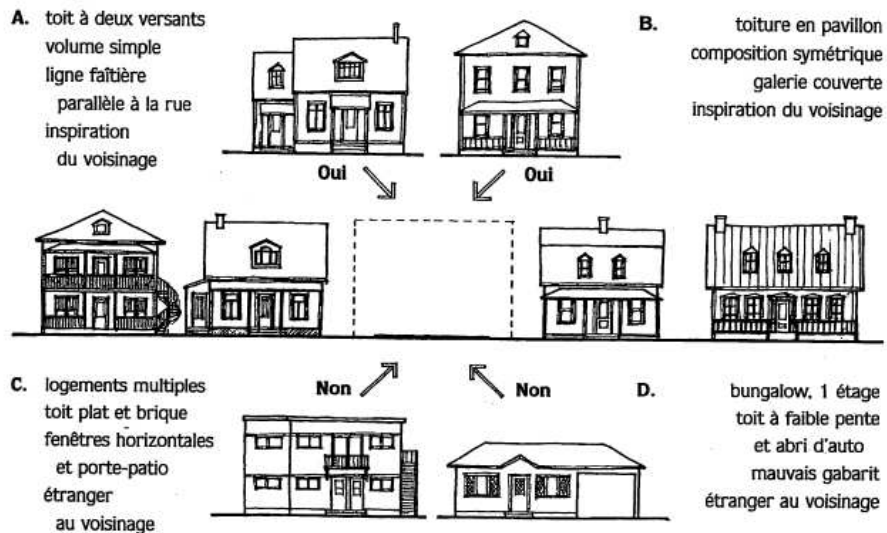 A. toit à deux versants
volume simple
ligne faîtière
parallèle à la rue
inspiration
du voisinage
B. toiture en pavillon
composition symétrique
galerie couverte
inspiration du voisinage
Oui
Oui
C. logements multiples
toit plat et brique
fenêtres horizontales
et porte-patio
étranger
au voisinage
Non
Non
D. bungalow, 1 étage
toit à faible pente
et abri d'auto
mauvais gabarit
étranger au voisinage